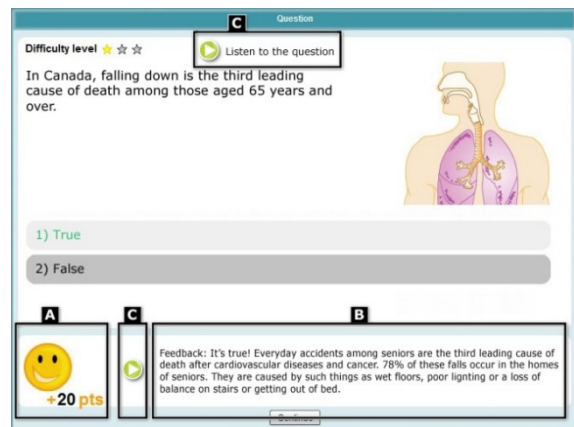 Question
C
Difficulty level
Listen to the question
In Canada, falling down is the third leading
cause of death among those aged 65 years and
over.
1) True
2) False
A
C
B
+20 pts
Feedback: It's true! Everyday accidents among seniors are the third leading cause of
death after cardiovascular diseases and cancer. 78% of these falls occur in the homes
of seniors. They are caused by such things as wet floors, poor lignting or a loss of
balance on stairs or getting out of bed.
Continue